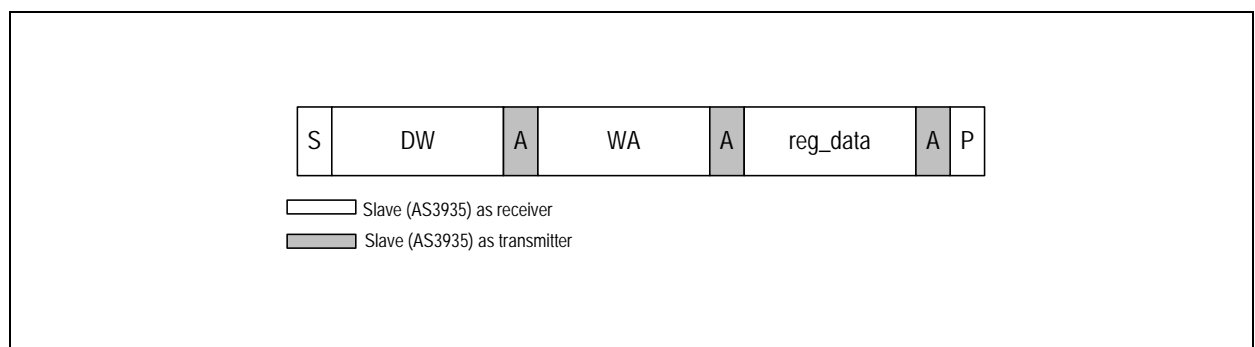 S DW A WA A reg_data A P
Slave (AS3935) as receiver
Slave (AS3935) as transmitter